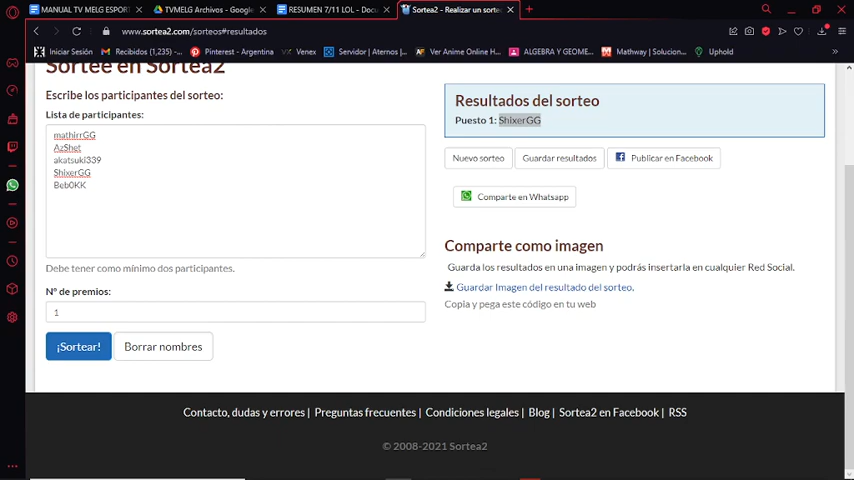 MANUAL TV MELG ESPORT
TVMELG Archivos - Google
RESUMEN 7/11 LOL - Docu
Sortea2 - Realizar un sorte
www.sortea2.com/sorteos#resultados
Iniciar Sesión
Recibidos (1,235) -
Pinterest - Argentina
Venex
Servidor | Aternos |
Ver Anime Online H...
ALGEBRA Y GEOME...
Mathway | Solucion...
Uphold
Sortee en Sortea2
Escribe los participantes del sorteo:
Lista de participantes:
mathirrGG
AzShet
akatsuki339
ShixerGG
Beb0KK
Debe tener como mínimo dos participantes.
Nº de premios:
1
¡Sortear!
Borrar nombres
Resultados del sorteo
Puesto 1: ShixerGG
Nuevo sorteo
Guardar resultados
Publicar en Facebook
Comparte en Whatsapp
Comparte como imagen
Guarda los resultados en una imagen y podrás insertarla en cualquier Red Social.
Guardar Imagen del resultado del sorteo.
Copia y pega este código en tu web
Contacto, dudas y errores | Preguntas frecuentes | Condiciones legales | Blog | Sortea2 en Facebook | RSS
© 2008-2021 Sortea2